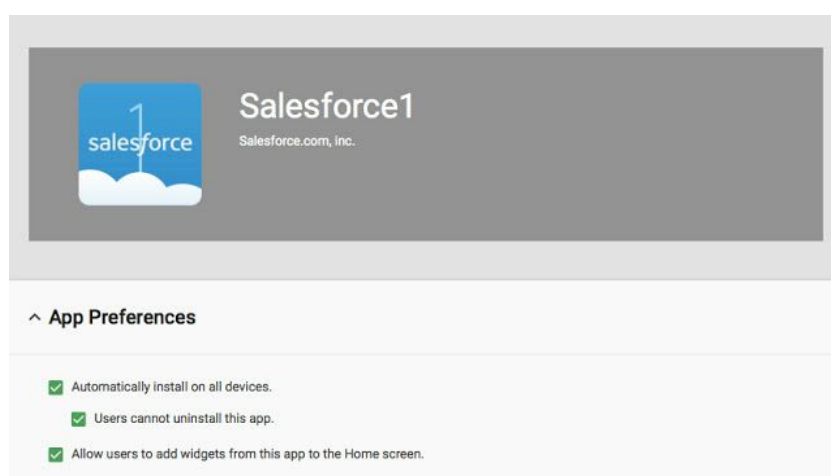 1
salesforce
Salesforce1
Salesforce.com, inc.
App Preferences
Automatically install on all devices.
Users cannot uninstall this app.
Allow users to add widgets from this app to the Home screen.